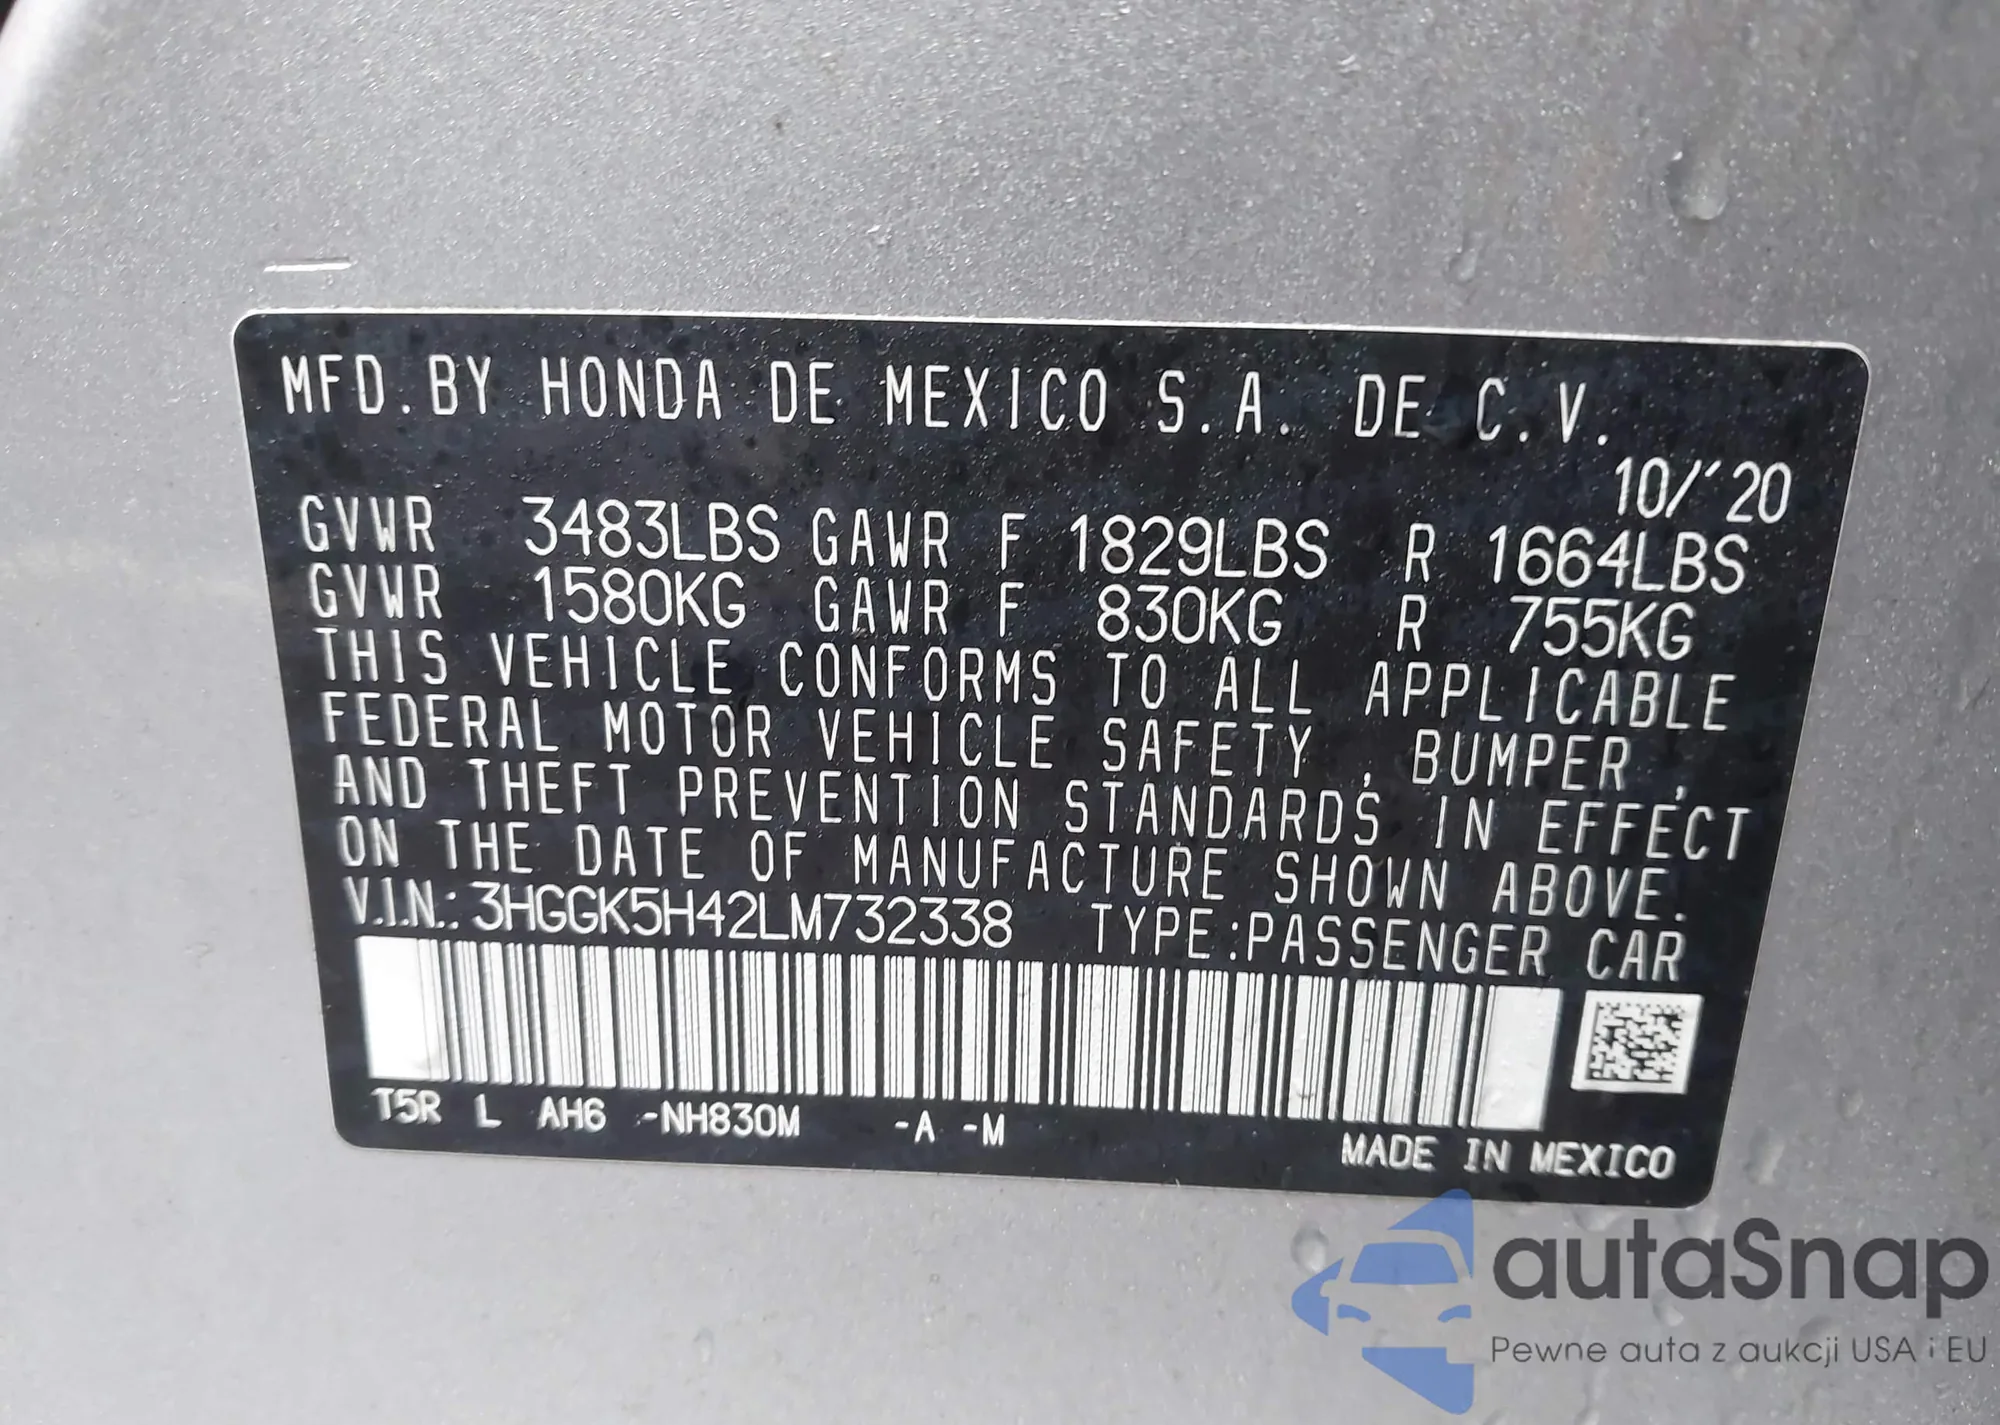 MFD. BY HONDA DE MEXICO S.A. DE C.V.
10/'20
GVWR 3483LBS GAWR F 1829LBS R 1664LBS
GVWR 1580KG GAWR F 830KG R 755KG
THIS VEHICLE CONFORMS TO ALL APPLICABLE
FEDERAL MOTOR VEHICLE SAFETY, BUMPER,
AND THEFT PREVENTION STANDARDS IN EFFECT
ON THE DATE OF MANUFACTURE SHOWN ABOVE.
V.I.N.: 3HGGK5H42LM732338 TYPE:PASSENGER CAR
T5R L AH6 -NH830M -A -M
MADE IN MEXICO
autaSnap
Pewne auta z aukcji USA i EU